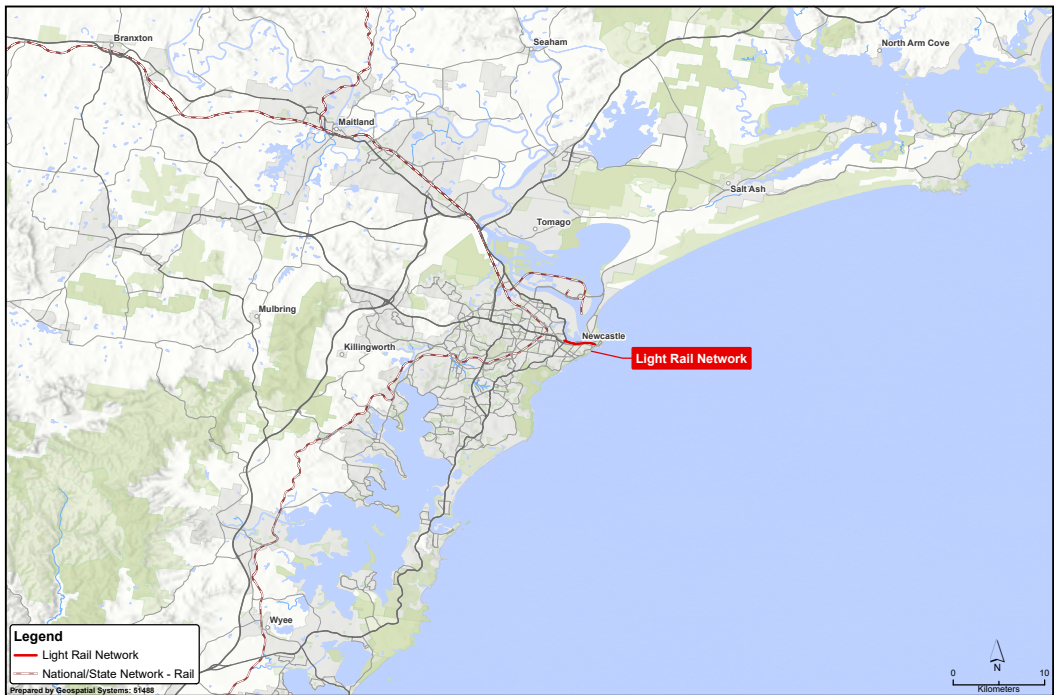 Branxton
Seaham
North Arm Cove
Maitland
Salt Ash
Tomago
Mulbring
Newcastle
Killingworth
Light Rail Network
Wyee
Legend
Light Rail Network
National/State Network - Rail
Prepared by Geospatial Systems: 51488
N
0 10
Kilometers